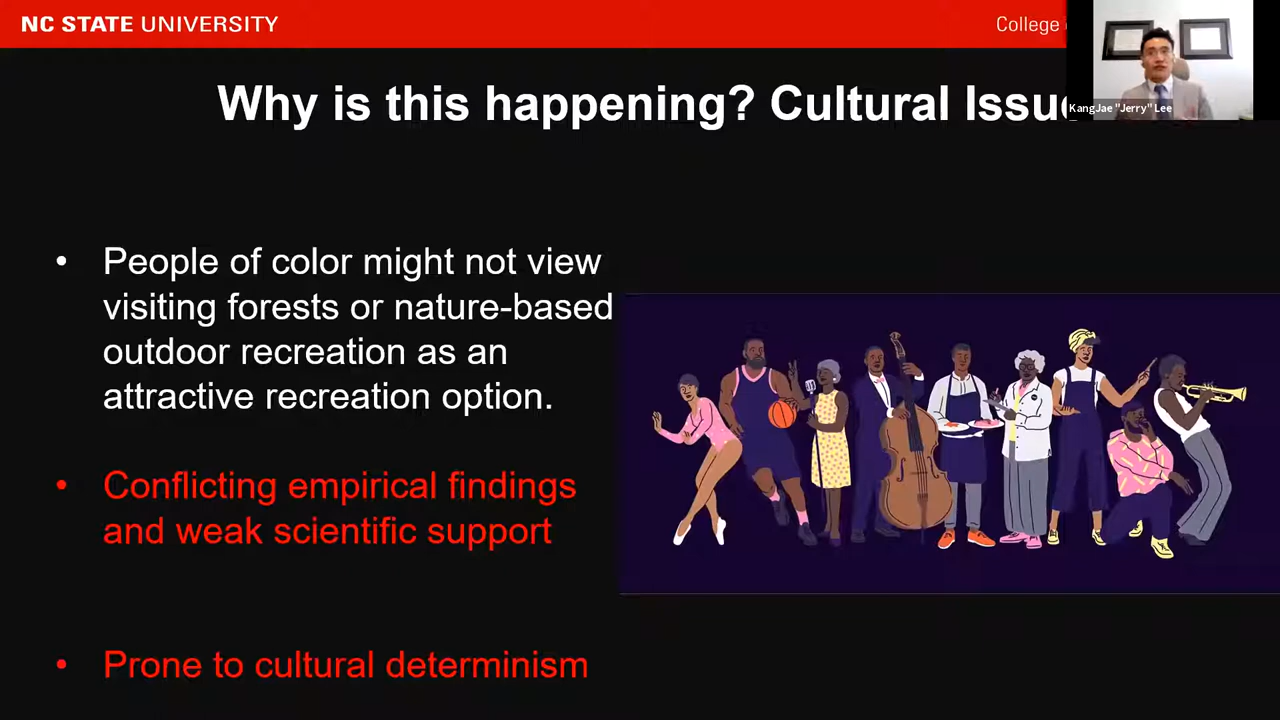 NC STATE UNIVERSITY
College
KangJae "Jerry" Lee
Why is this happening? Cultural Issue
• People of color might not view
visiting forests or nature-based
outdoor recreation as an
attractive recreation option.
• Conflicting empirical findings
and weak scientific support
• Prone to cultural determinism